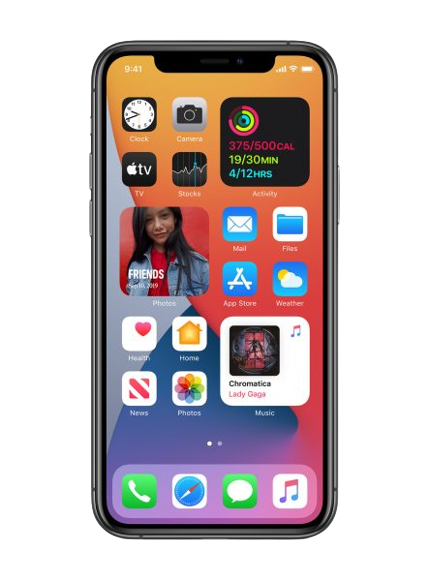 9:41
Clock
Camera
tv
TV
Stocks
375/500CAL
19/30MIN
4/12HRS
Activity
FRIENDS
Sep 10, 2019
Photos
Mail
Files
App Store
Weather
Health
Home
Chromatica
Lady Gaga
News
Photos
Music